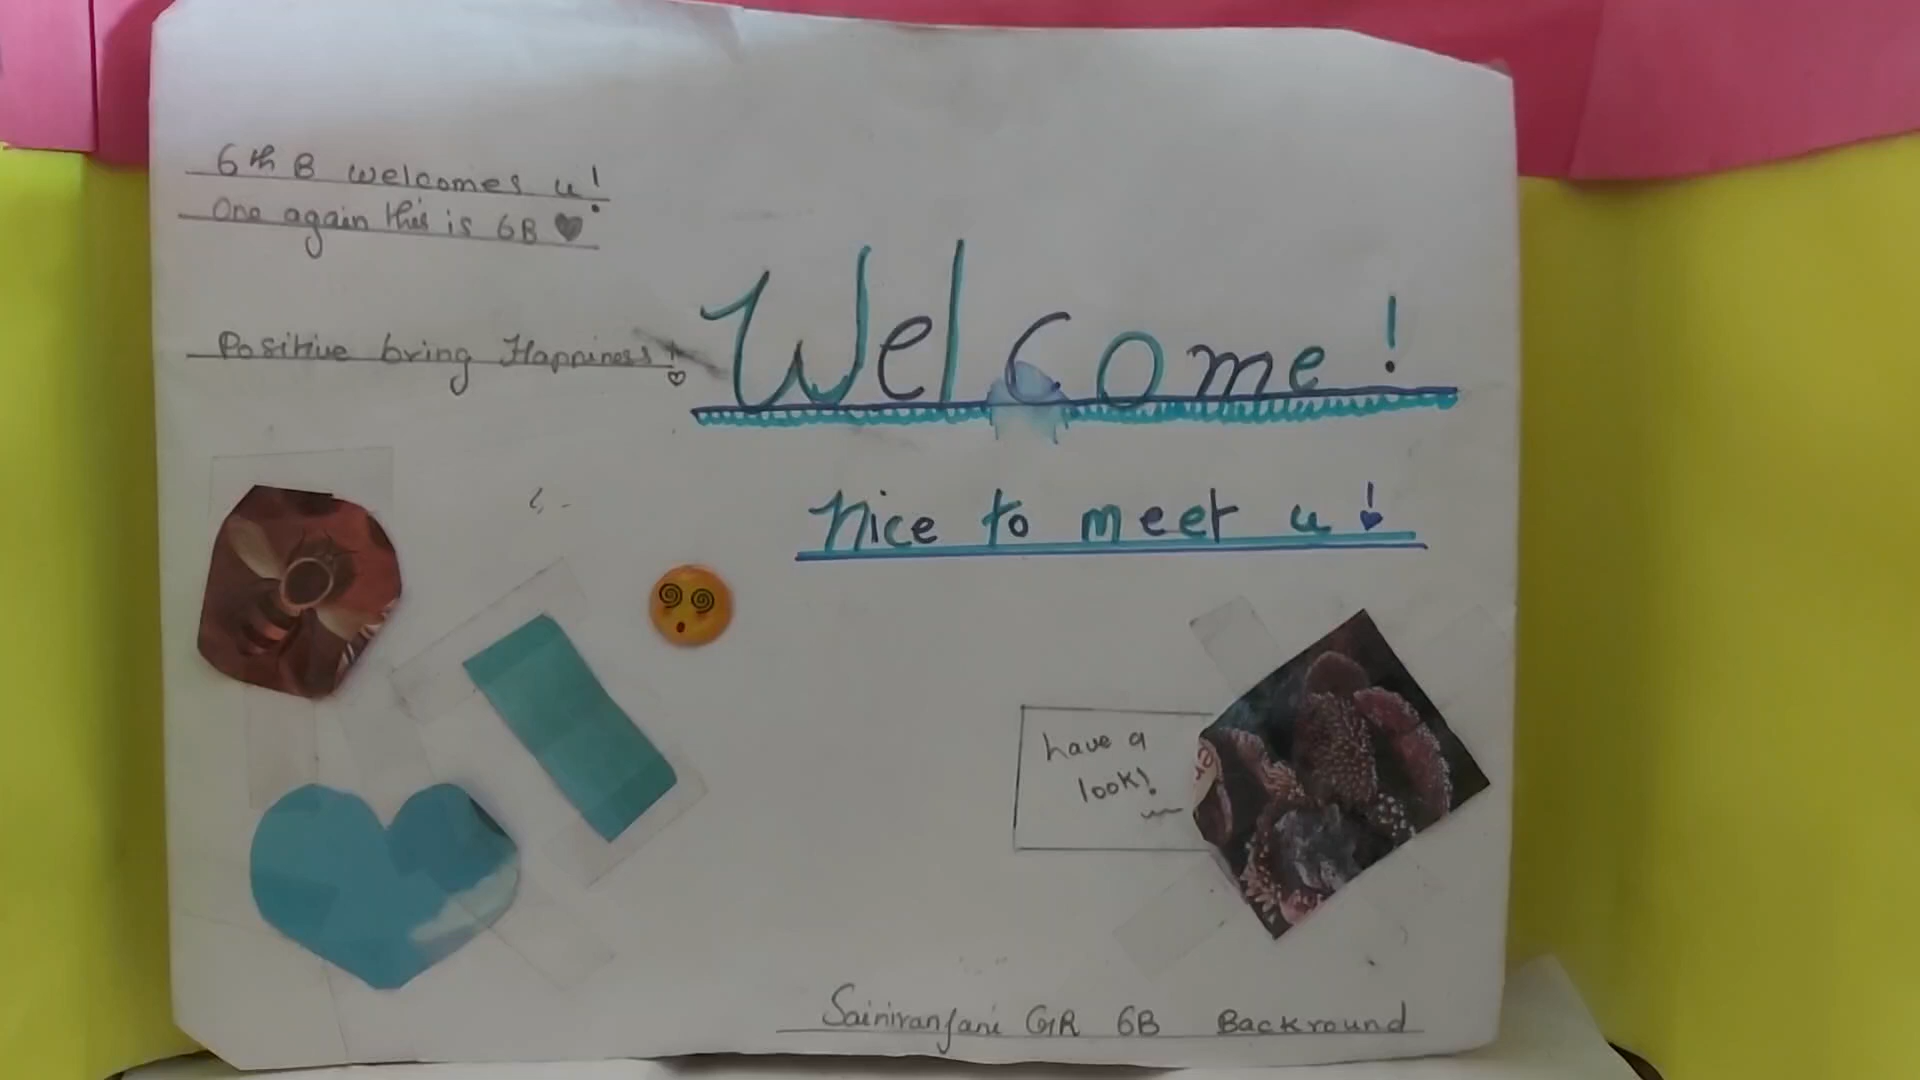 6th B welcomes u!
One again this is 6B
Positive bring Happiness!
Welcome!
Nice to meet u!
have a
look!
Sainiranjani GR 6B Backround